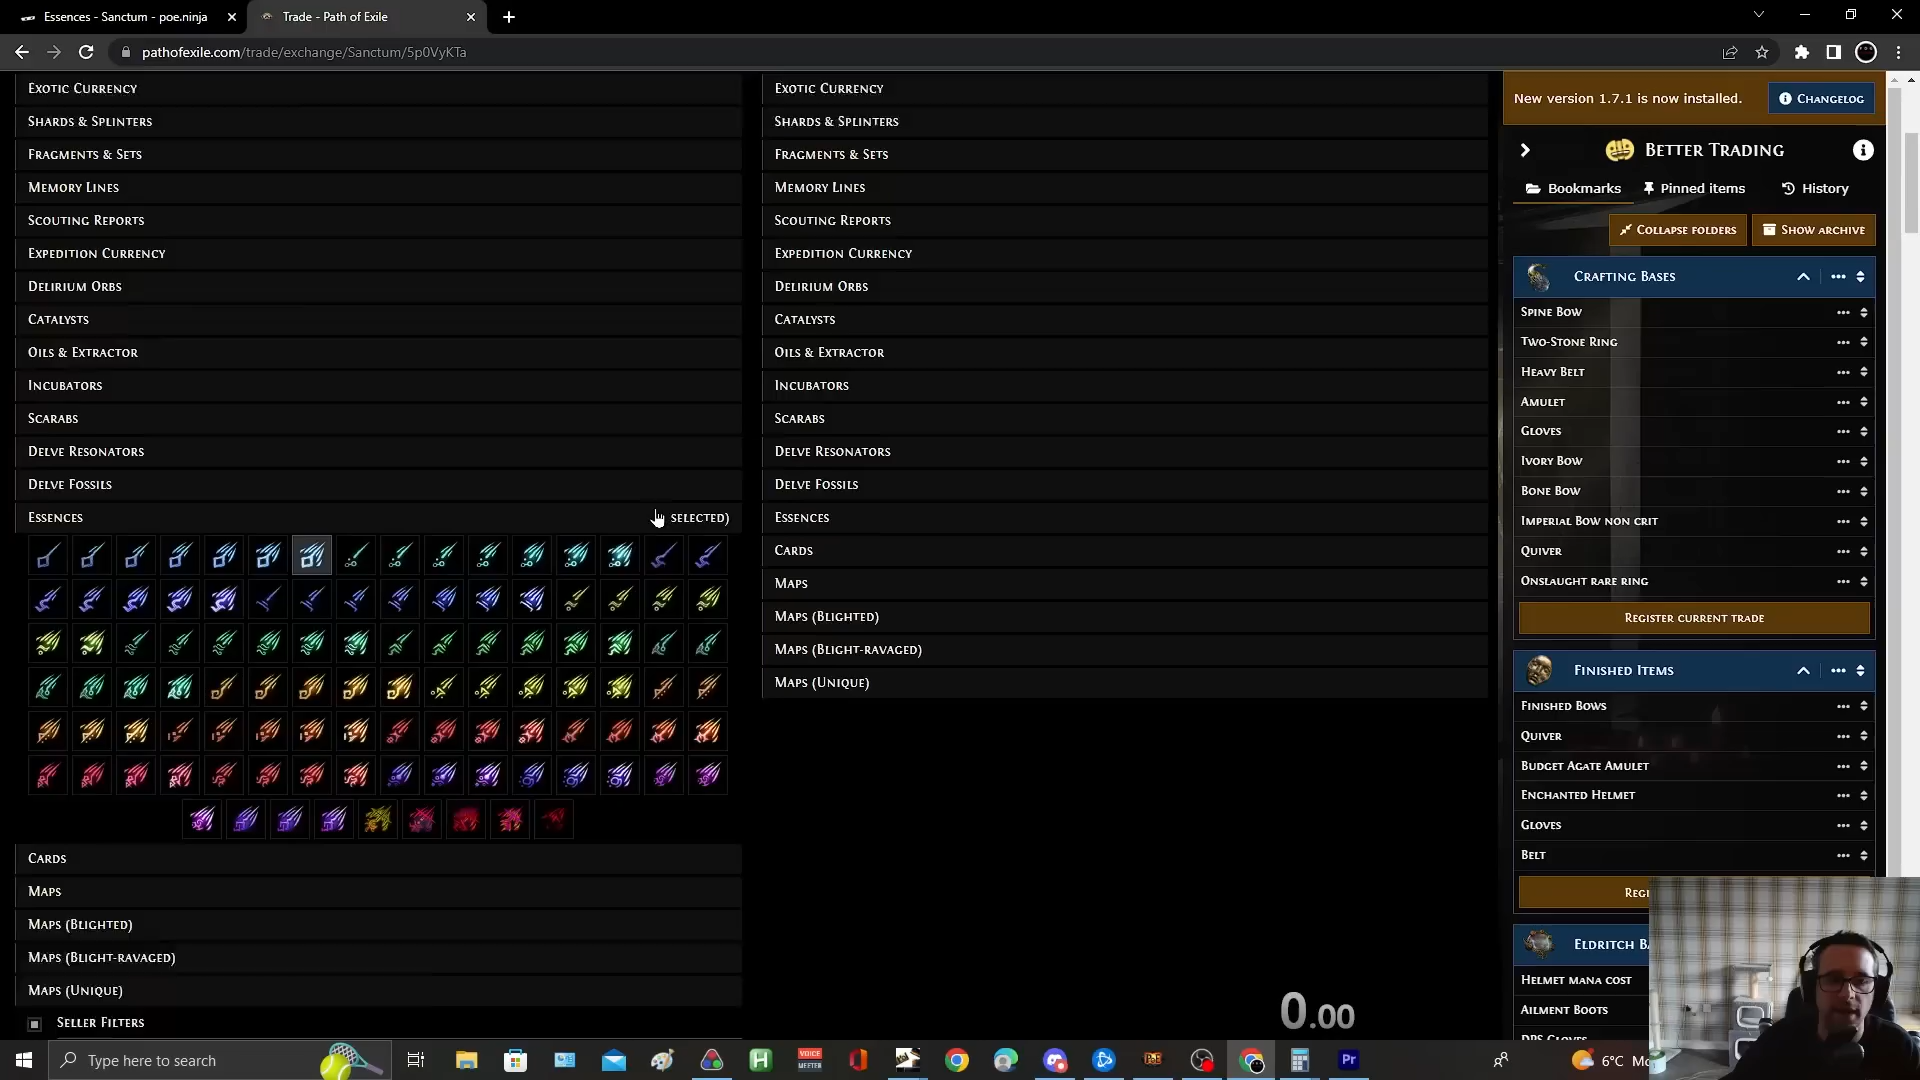 Essences - Sanctum - poe.ninja
Trade - Path of Exile
pathofexile.com/trade/exchange/Sanctum/5p0VyKTa
Exotic Currency
Shards & Splinters
Fragments & Sets
Memory Lines
Scouting Reports
Expedition Currency
Delirium Orbs
Catalysts
Oils & Extractor
Incubators
Scarabs
Delve Resonators
Delve Fossils
Essences
selected)
Cards
Maps
Maps (Blighted)
Maps (Blight-ravaged)
Maps (Unique)
Seller Filters
Exotic Currency
Shards & Splinters
Fragments & Sets
Memory Lines
Scouting Reports
Expedition Currency
Delirium Orbs
Catalysts
Oils & Extractor
Incubators
Scarabs
Delve Resonators
Delve Fossils
Essences
Cards
Maps
Maps (Blighted)
Maps (Blight-ravaged)
Maps (Unique)
0.00
New version 1.7.1 is now installed.
Changelog
Better Trading
Bookmarks
Pinned items
History
Collapse folders
Show archive
Crafting Bases
Spine Bow
Two-Stone Ring
Heavy Belt
Amulet
Gloves
Ivory Bow
Bone Bow
Imperial Bow non crit
Quiver
Onslaught rare ring
Register current trade
Finished Items
Finished Bows
Quiver
Budget Agate Amulet
Enchanted Helmet
Gloves
Belt
Eldritch
Helmet mana cost
Ailment Boots
DPS Gloves
Type here to search
VOICE MEETER
Pr
6°C